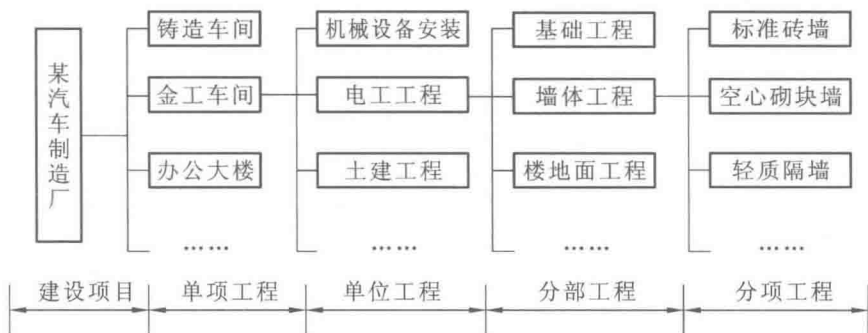 某汽车制造厂
铸造车间
金工车间
办公大楼
……
机械设备安装
电工工程
土建工程
……
基础工程
墙体工程
楼地面工程
……
标准砖墙
空心砌块墙
轻质隔墙
……
建设项目
单项工程
单位工程
分部工程
分项工程